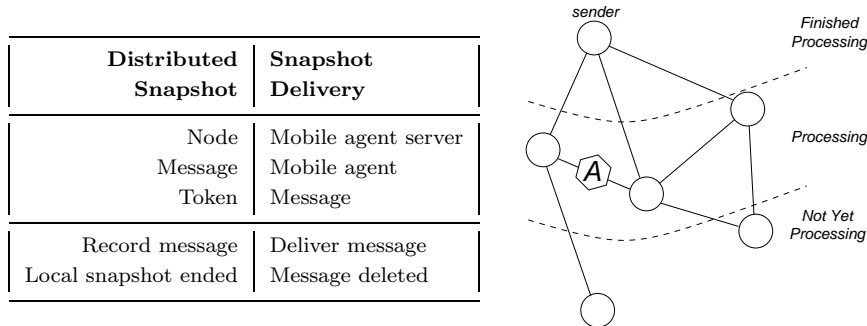 Distributed Snapshot
Snapshot Delivery
Node Mobile agent server
Message Mobile agent
Token Message
Record message Deliver message
Local snapshot ended Message deleted
sender
Finished
Processing
Processing
A
Not Yet
Processing